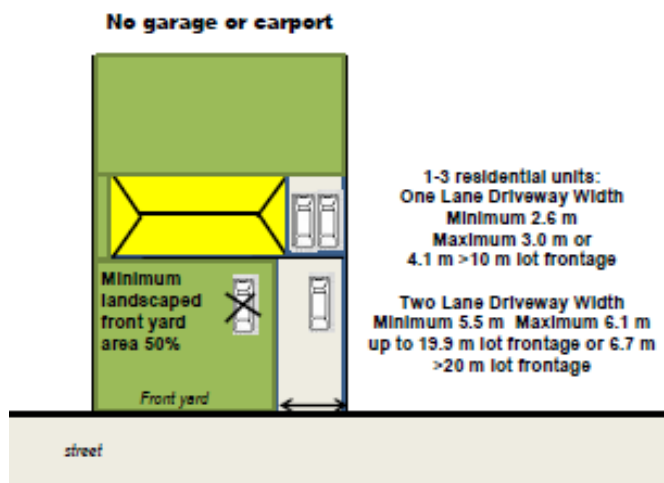 No garage or carport
1-3 residential units:
One Lane Driveway Width
Minimum 2.6 m
Maximum 3.0 m or
4.1 m >10 m lot frontage
Minimum
landscaped
front yard
area 50%
Two Lane Driveway Width
Minimum 5.5 m Maximum 6.1 m
up to 19.9 m lot frontage or 6.7 m
>20 m lot frontage
Front yard
street